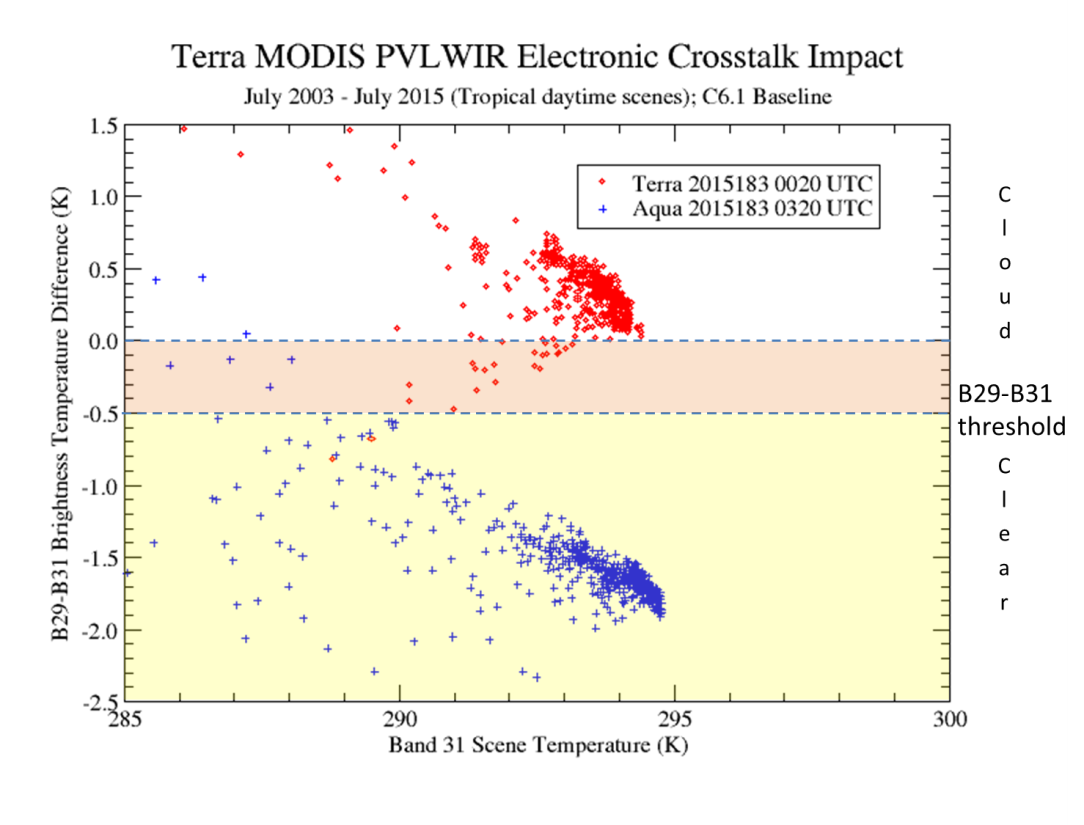 Terra MODIS PVLWIR Electronic Crosstalk Impact
July 2003 - July 2015 (Tropical daytime scenes); C6.1 Baseline
B29-B31 Brightness Temperature Difference (K)
1.5
1.0
0.5
0.0
-0.5
-1.0
-1.5
-2.0
-2.5
Terra 2015183 0020 UTC
Aqua 2015183 0320 UTC
C
l
o
u
d
B29-B31
threshold
C
l
e
a
r
285
290
295
300
Band 31 Scene Temperature (K)